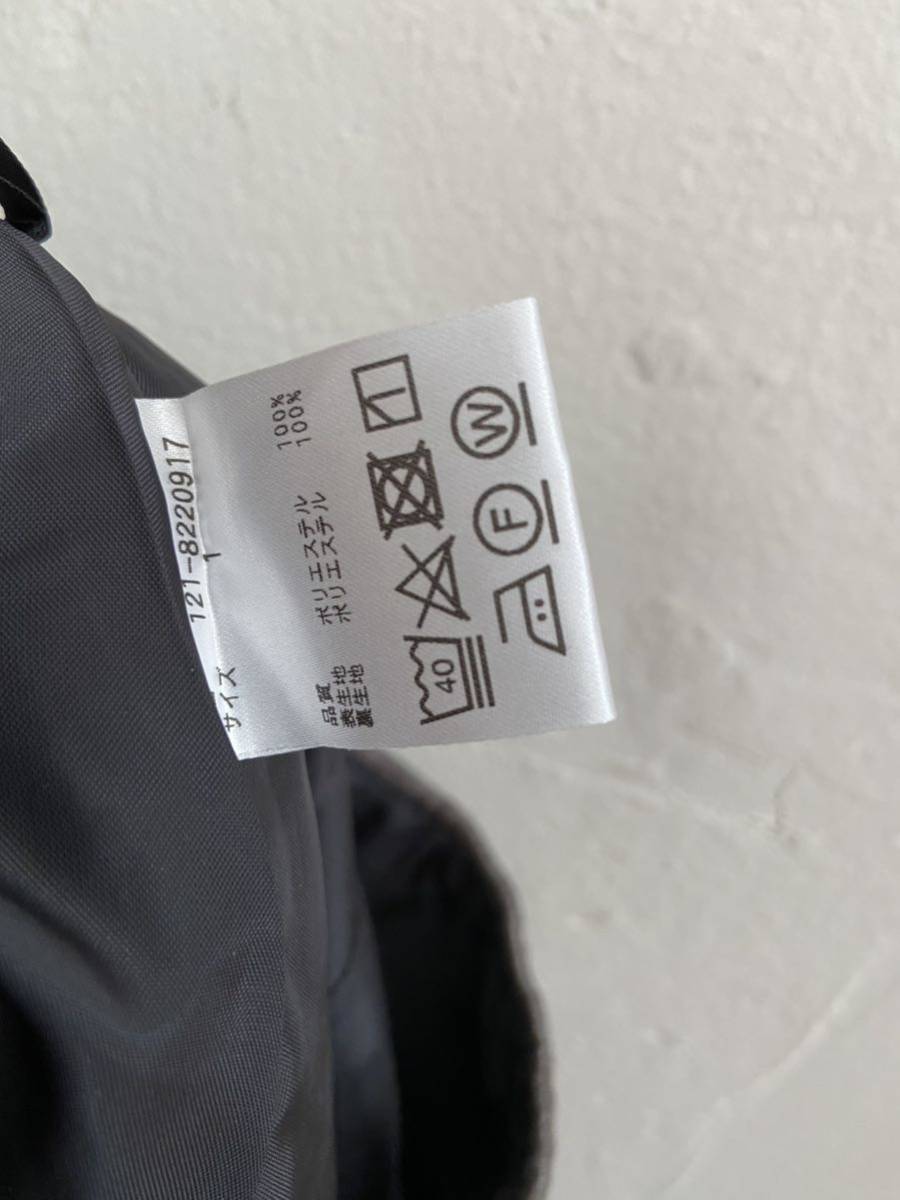 121-8220917
サイズ 1
品質
表生地 ポリエステル 100%
裏生地 ポリエステル 100%
40
F W